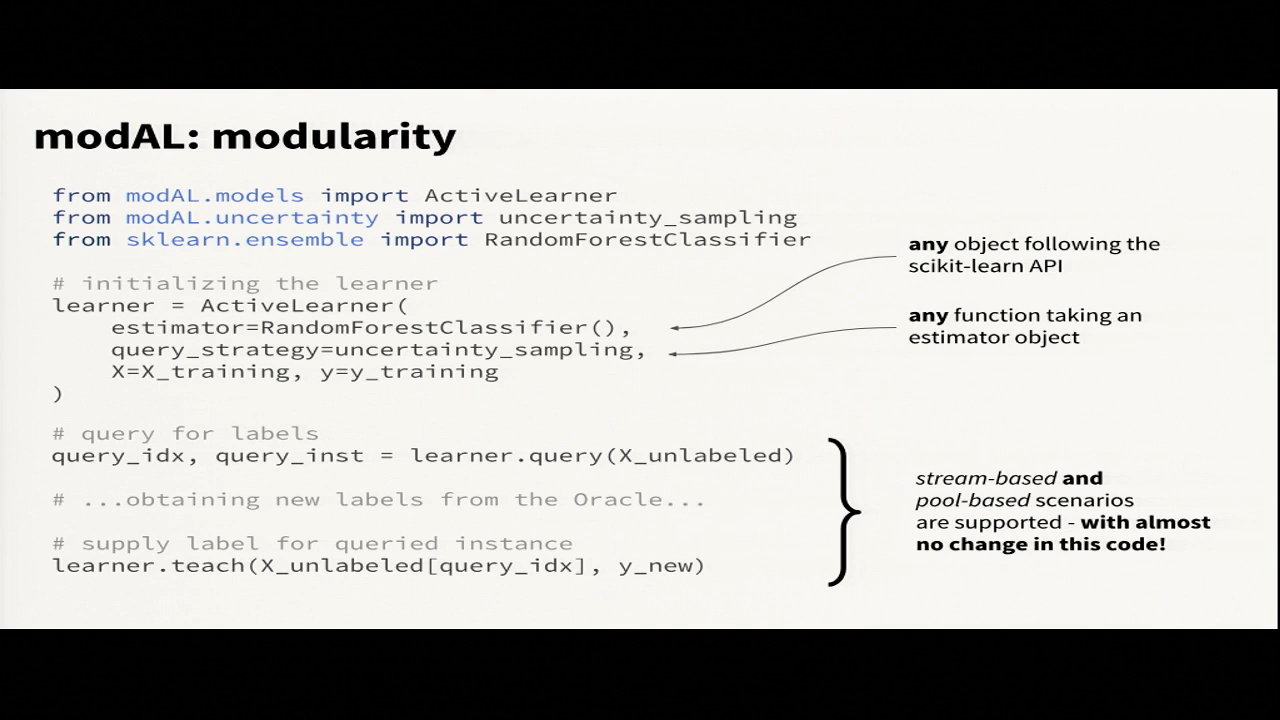 modAL: modularity
from modAL.models import ActiveLearner
from modAL.uncertainty import uncertainty_sampling
from sklearn.ensemble import RandomForestClassifier
# initializing the learner
learner = ActiveLearner(
    estimator=RandomForestClassifier(),
    query_strategy=uncertainty_sampling,
    X=X_training, y=y_training
)
any object following the
scikit-learn API
any function taking an
estimator object
# query for labels
query_idx, query_inst = learner.query(X_unlabeled)
# ...obtaining new labels from the Oracle...
# supply label for queried instance
learner.teach(X_unlabeled[query_idx], y_new)
stream-based and
pool-based scenarios
are supported - with almost
no change in this code!